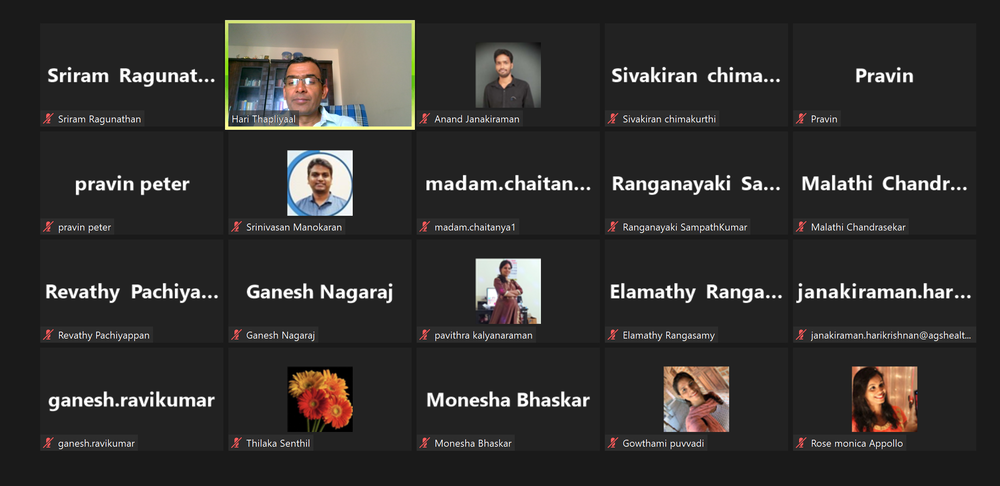 Sriram Ragunat...
Sriram Ragunathan
Hari Thapliyaal
Anand Janakiraman
Sivakiran chima...
Sivakiran chimakurthi
Pravin
Pravin
pravin peter
pravin peter
Srinivasan Manokaran
madam.chaitan...
madam.chaitanya1
Ranganayaki Sa...
Ranganayaki SampathKumar
Malathi Chandr...
Malathi Chandrasekar
Revathy Pachiya...
Revathy Pachiyappan
Ganesh Nagaraj
Ganesh Nagaraj
pavithra kalyanaraman
Elamathy Ranga...
Elamathy Rangasamy
janakiraman.har...
janakiraman.harikrishnan@agshealt...
ganesh.ravikumar
ganesh.ravikumar
Thilaka Senthil
Monesha Bhaskar
Monesha Bhaskar
Gowthami puvvadi
Rose monica Appollo